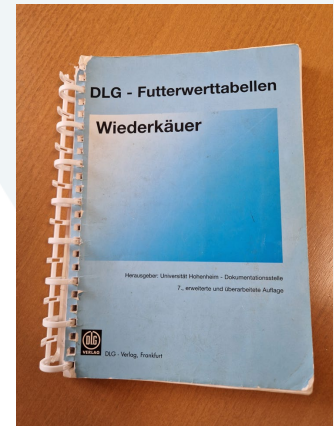 DLG - Futterwerttabellen
Wiederkäuer
Herausgeber: Universität Hohenheim - Dokumentationsstelle
7., erweiterte und überarbeitete Auflage
DLG
VERLAG
DLG - Verlag, Frankfurt